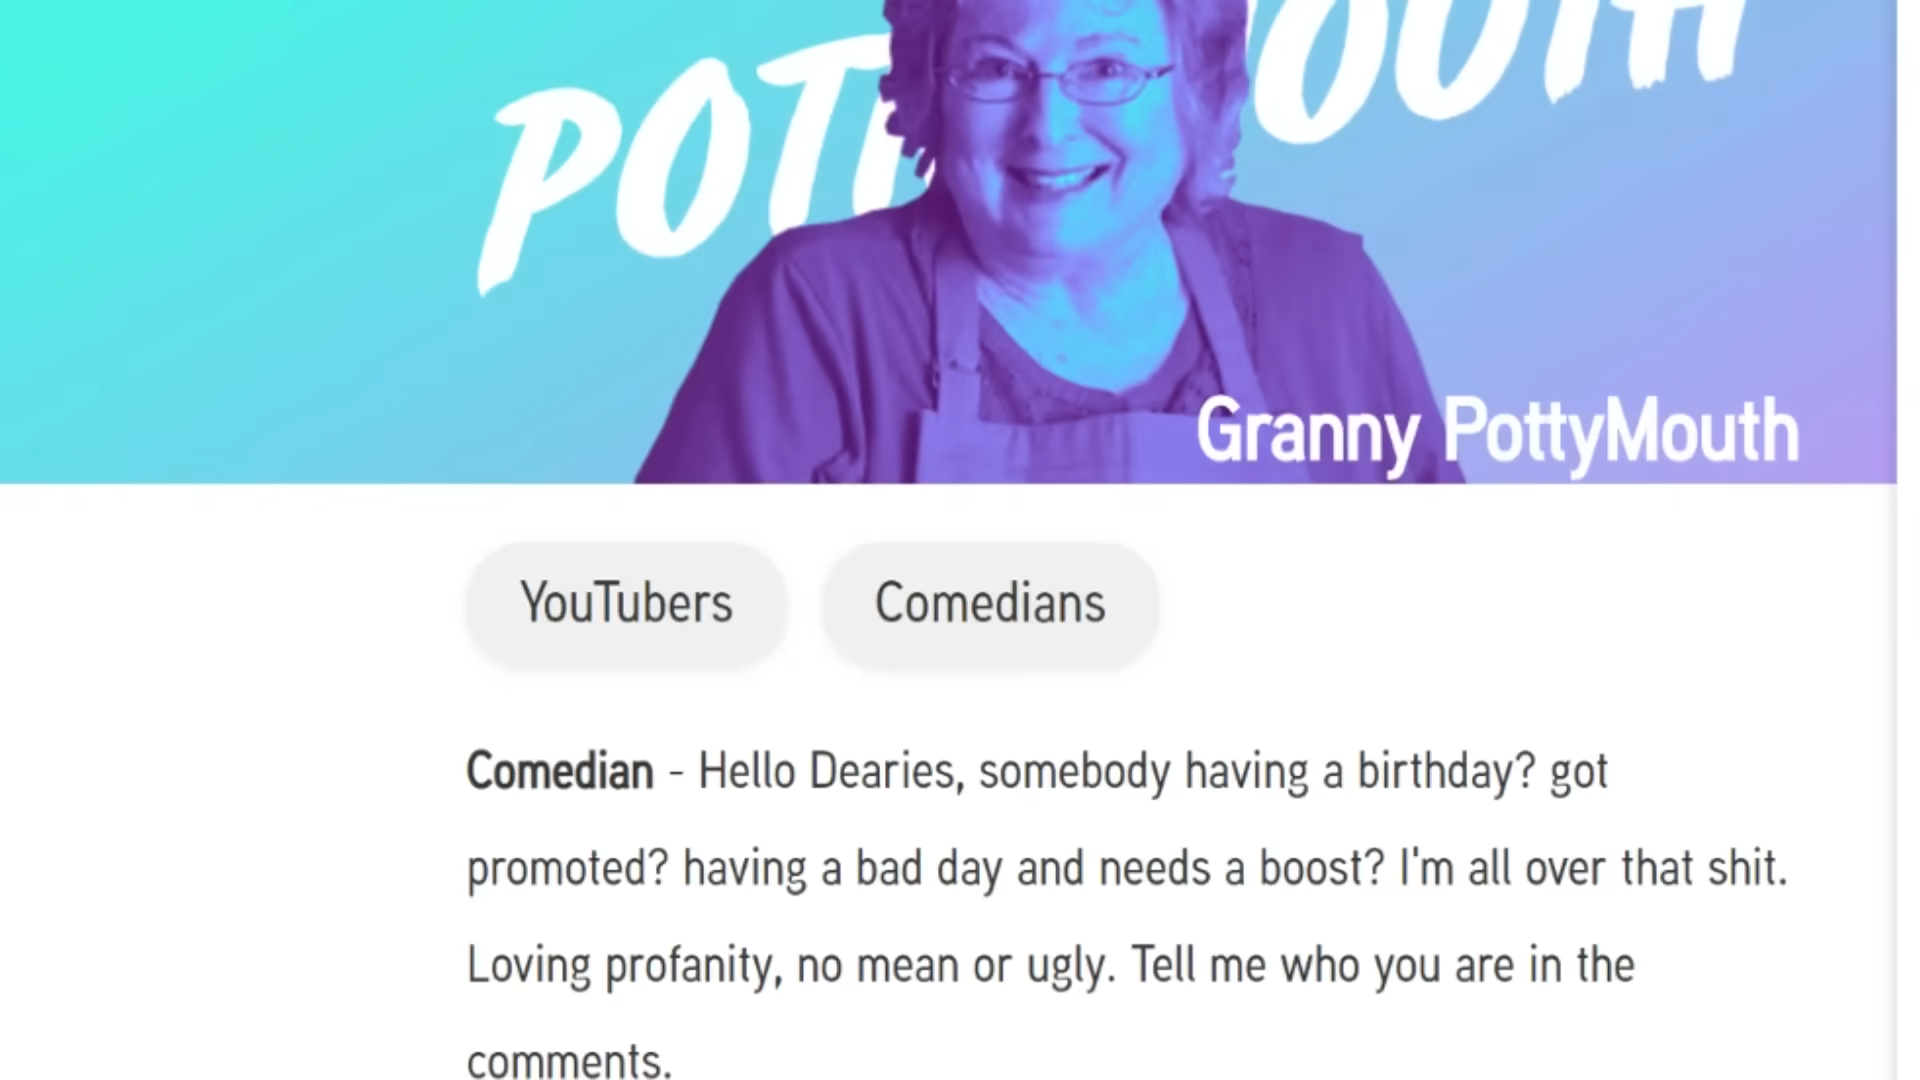 POT OUTH
Granny PottyMouth
YouTubers Comedians
Comedian - Hello Dearies, somebody having a birthday? got
promoted? having a bad day and needs a boost? I'm all over that shit.
Loving profanity, no mean or ugly. Tell me who you are in the
comments.